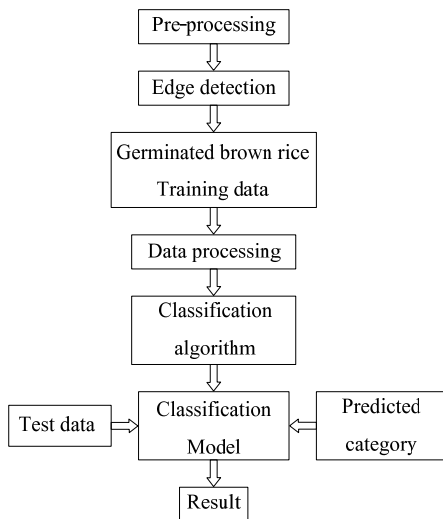 Pre-processing
Edge detection
Germinated brown rice
Training data
Data processing
Classification
algorithm
Test data
Classification
Model
Predicted
category
Result